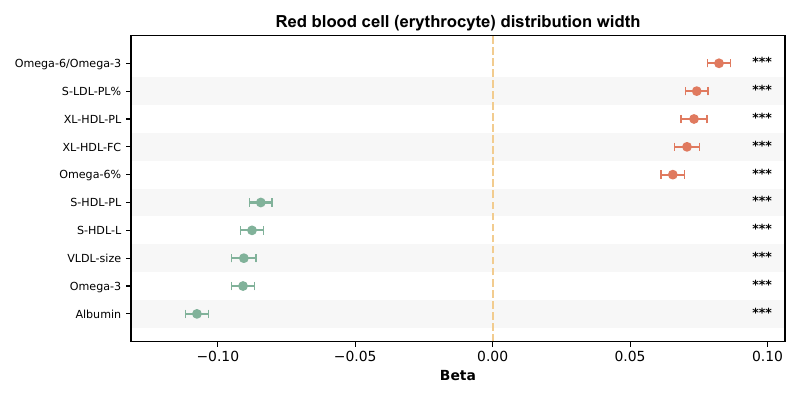 Red blood cell (erythrocyte) distribution width
Omega-6/Omega-3 ***
S-LDL-PL% ***
XL-HDL-PL ***
XL-HDL-FC ***
Omega-6% ***
S-HDL-PL ***
S-HDL-L ***
VLDL-size ***
Omega-3 ***
Albumin ***
−0.10 −0.05 0.00 0.05 0.10
Beta